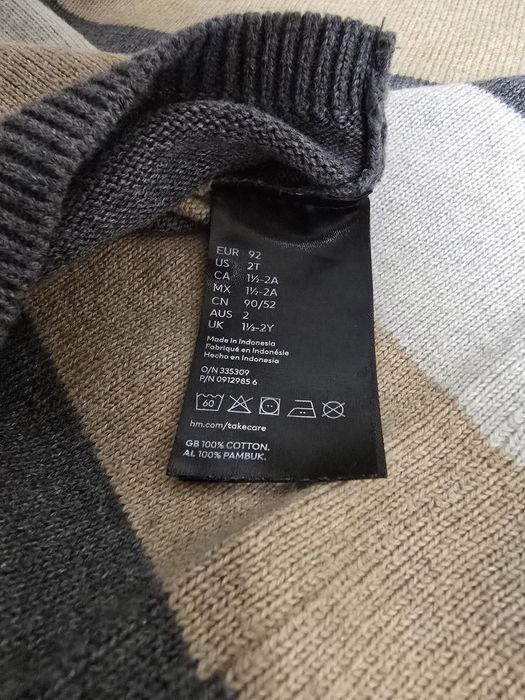 EUR 92
US 2T
CA 1½-2A
MX 1½-2A
CN 90/52
AUS 2
UK 1½-2Y
Made in Indonesia
Fabriqué en Indonésie
Hecho en Indonesia
O/N 335309
P/N 0912985 6
60
hm.com/takecare
GB 100% COTTON.
AL 100% PAMBUK.